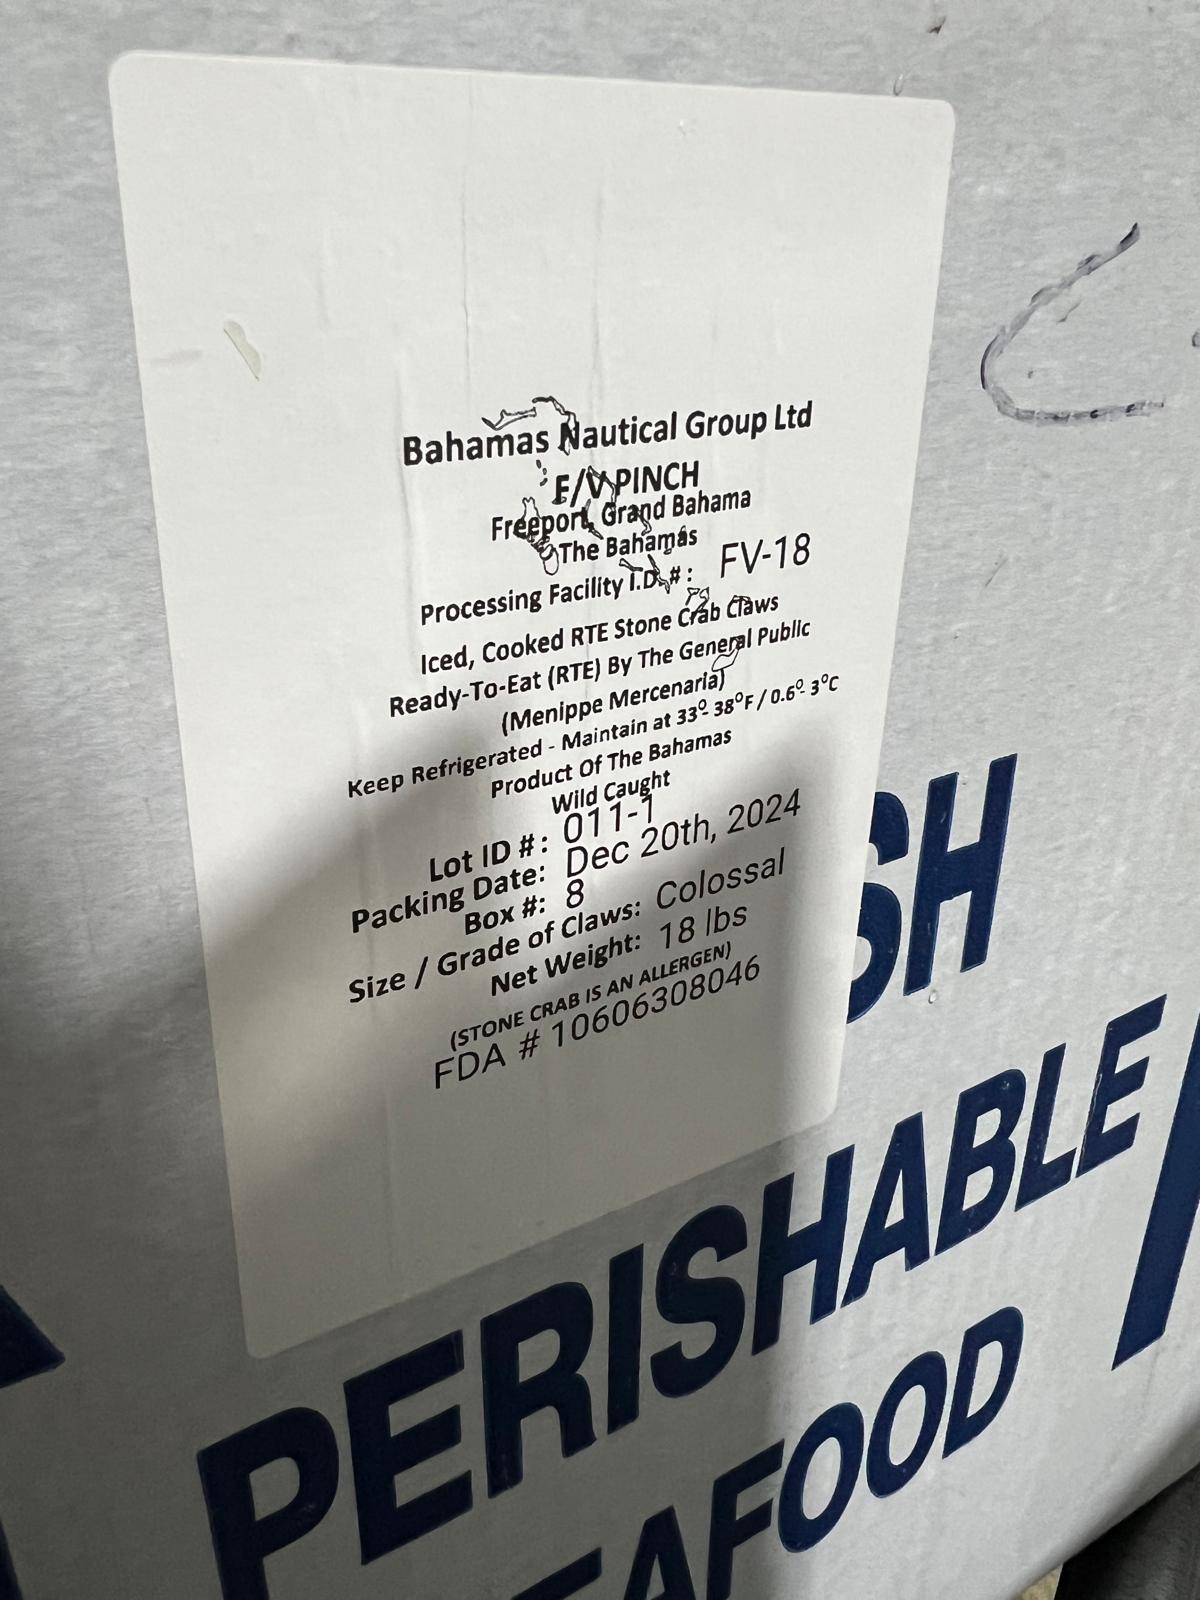 Bahamas Nautical Group Ltd
F/V PINCH
Freeport, Grand Bahama
The Bahamas
Processing Facility I.D. #: FV-18
Iced, Cooked RTE Stone Crab Claws
Ready-To-Eat (RTE) By The General Public
(Menippe Mercenaria)
Keep Refrigerated - Maintain at 33º- 38ºF / 0.6º- 3ºC
Product Of The Bahamas
Wild Caught
Lot ID #: 011-1
Packing Date: Dec 20th, 2024
Box #: 8
Size / Grade of Claws: Colossal
Net Weight: 18 lbs
(STONE CRAB IS AN ALLERGEN)
FDA # 10606308046
SH
PERISHABLE
EAFOOD